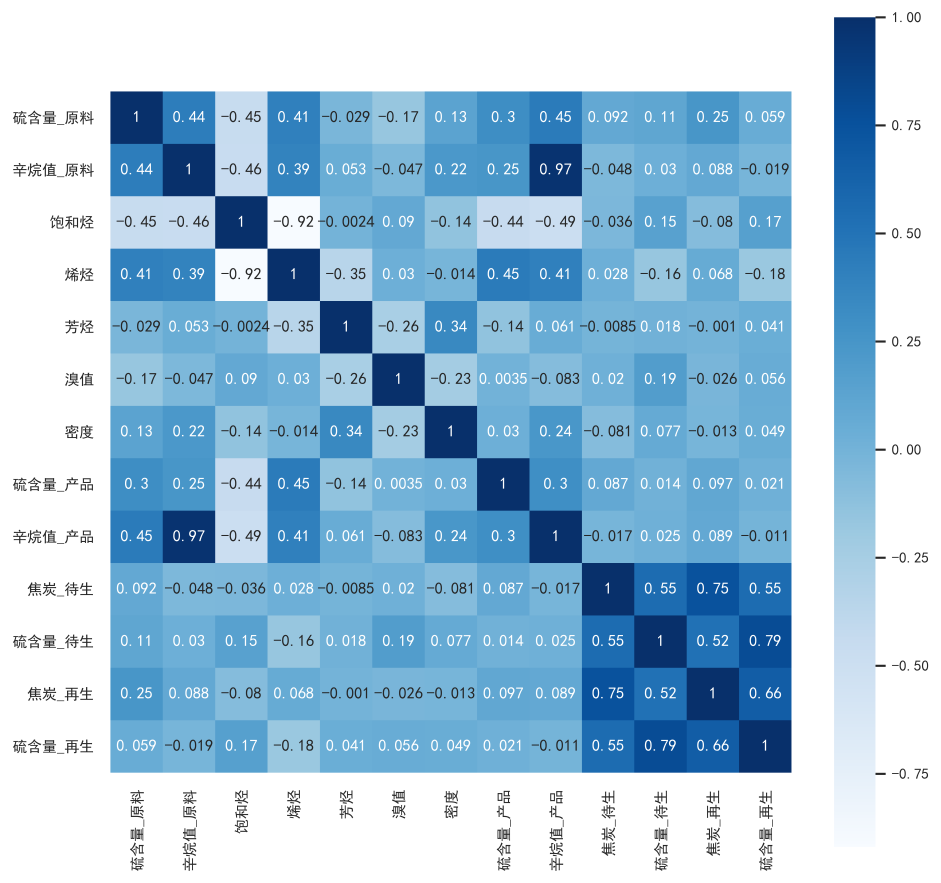 1.00
硫含量_原料 1 0.44 −0.45 0.41 −0.029 −0.17 0.13 0.3 0.45 0.092 0.11 0.25 0.059
0.75
辛烷值_原料 0.44 1 −0.46 0.39 0.053 −0.047 0.22 0.25 0.97 −0.048 0.03 0.088 −0.019
饱和烃 −0.45 −0.46 1 −0.92 −0.0024 0.09 −0.14 −0.44 −0.49 −0.036 0.15 −0.08 0.17
0.50
烯烃 0.41 0.39 −0.92 1 −0.35 0.03 −0.014 0.45 0.41 0.028 −0.16 0.068 −0.18
芳烃 −0.029 0.053 −0.0024 −0.35 1 −0.26 0.34 −0.14 0.061 −0.0085 0.018 −0.001 0.041
0.25
溴值 −0.17 −0.047 0.09 0.03 −0.26 1 −0.23 0.0035 −0.083 0.02 0.19 −0.026 0.056
密度 0.13 0.22 −0.14 −0.014 0.34 −0.23 1 0.03 0.24 −0.081 0.077 −0.013 0.049
0.00
硫含量_产品 0.3 0.25 −0.44 0.45 −0.14 0.0035 0.03 1 0.3 0.087 0.014 0.097 0.021
辛烷值_产品 0.45 0.97 −0.49 0.41 0.061 −0.083 0.24 0.3 1 −0.017 0.025 0.089 −0.011
−0.25
焦炭_待生 0.092 −0.048 −0.036 0.028 −0.0085 0.02 −0.081 0.087 −0.017 1 0.55 0.75 0.55
硫含量_待生 0.11 0.03 0.15 −0.16 0.018 0.19 0.077 0.014 0.025 0.55 1 0.52 0.79
−0.50
焦炭_再生 0.25 0.088 −0.08 0.068 −0.001 −0.026 −0.013 0.097 0.089 0.75 0.52 1 0.66
硫含量_再生 0.059 −0.019 0.17 −0.18 0.041 0.056 0.049 0.021 −0.011 0.55 0.79 0.66 1
−0.75
硫含量_原料
辛烷值_原料
饱和烃
烯烃
芳烃
溴值
密度
硫含量_产品
辛烷值_产品
焦炭_待生
硫含量_待生
焦炭_再生
硫含量_再生